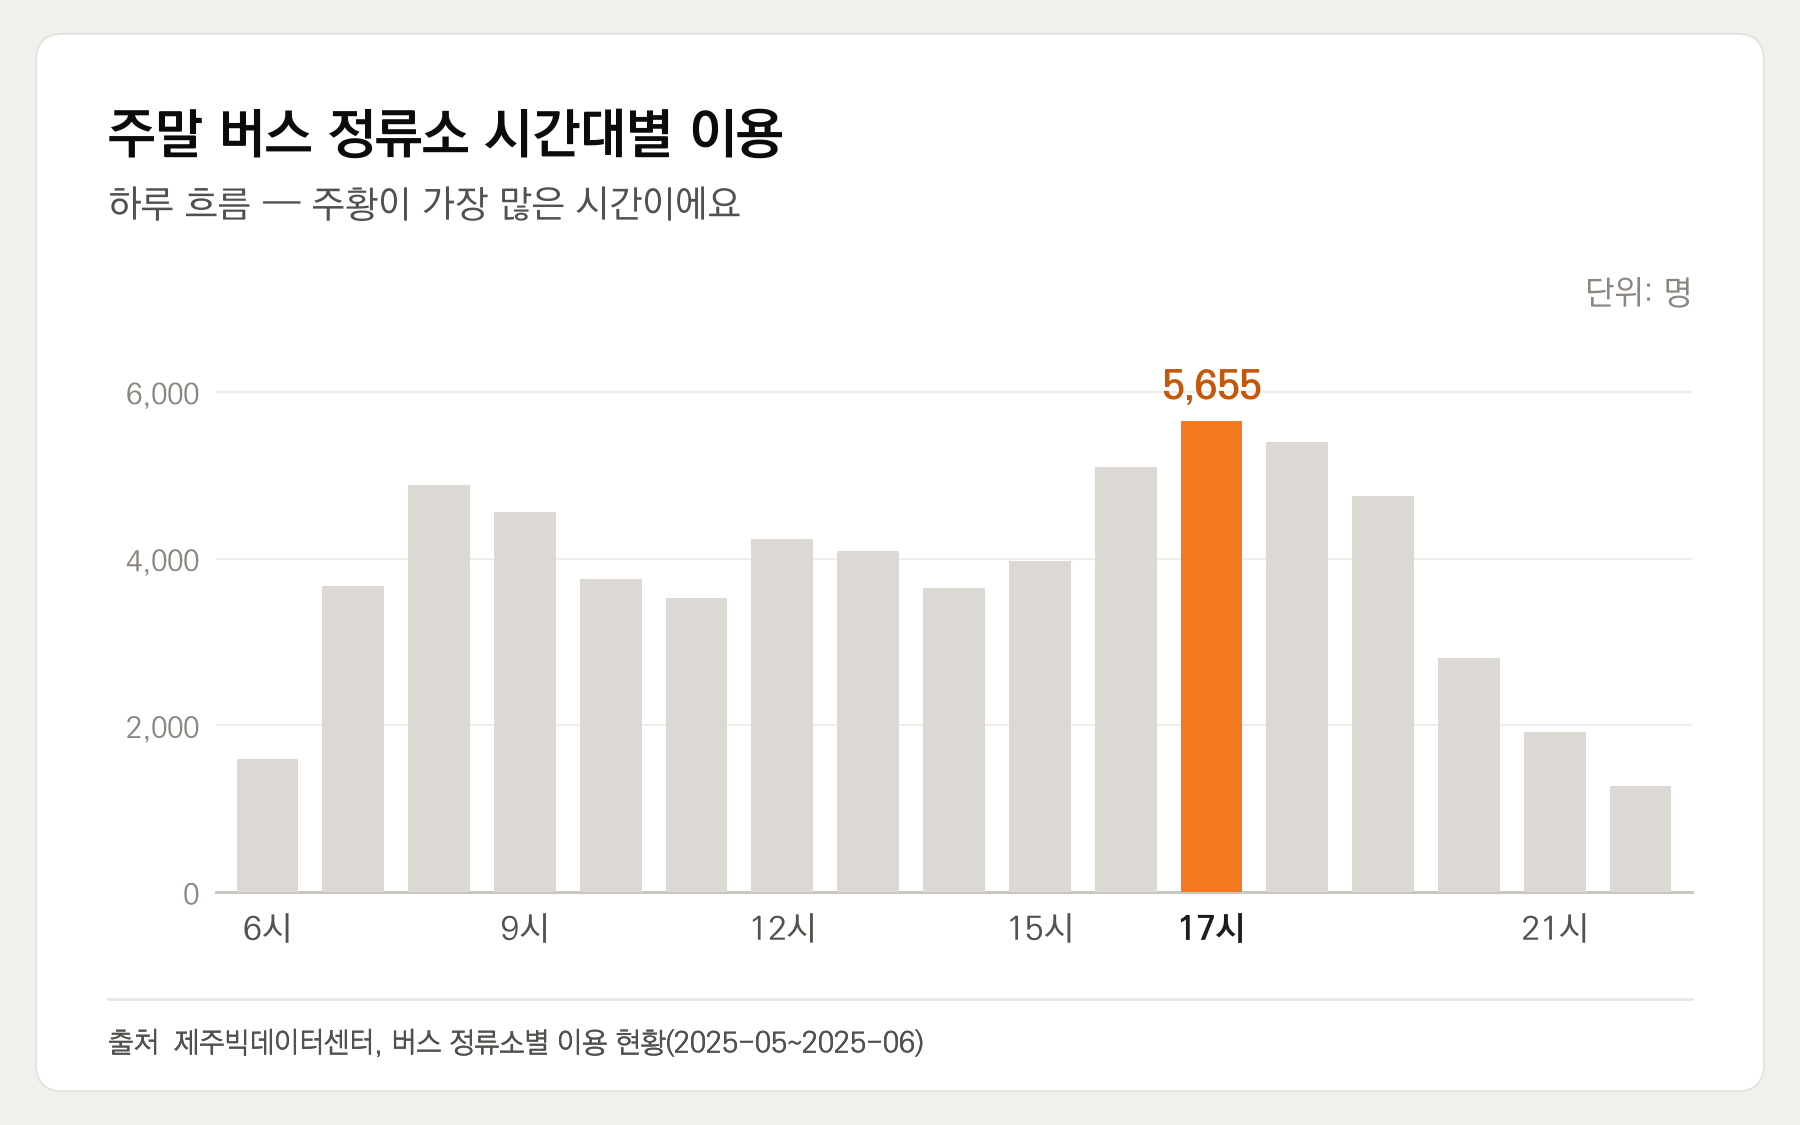 주말 버스 정류소 시간대별 이용
하루 흐름 — 주황이 가장 많은 시간이에요
단위: 명
5,655
6,000
4,000
2,000
0
6시 9시 12시 15시 17시 21시
출처 제주빅데이터센터, 버스 정류소별 이용 현황(2025-05~2025-06)